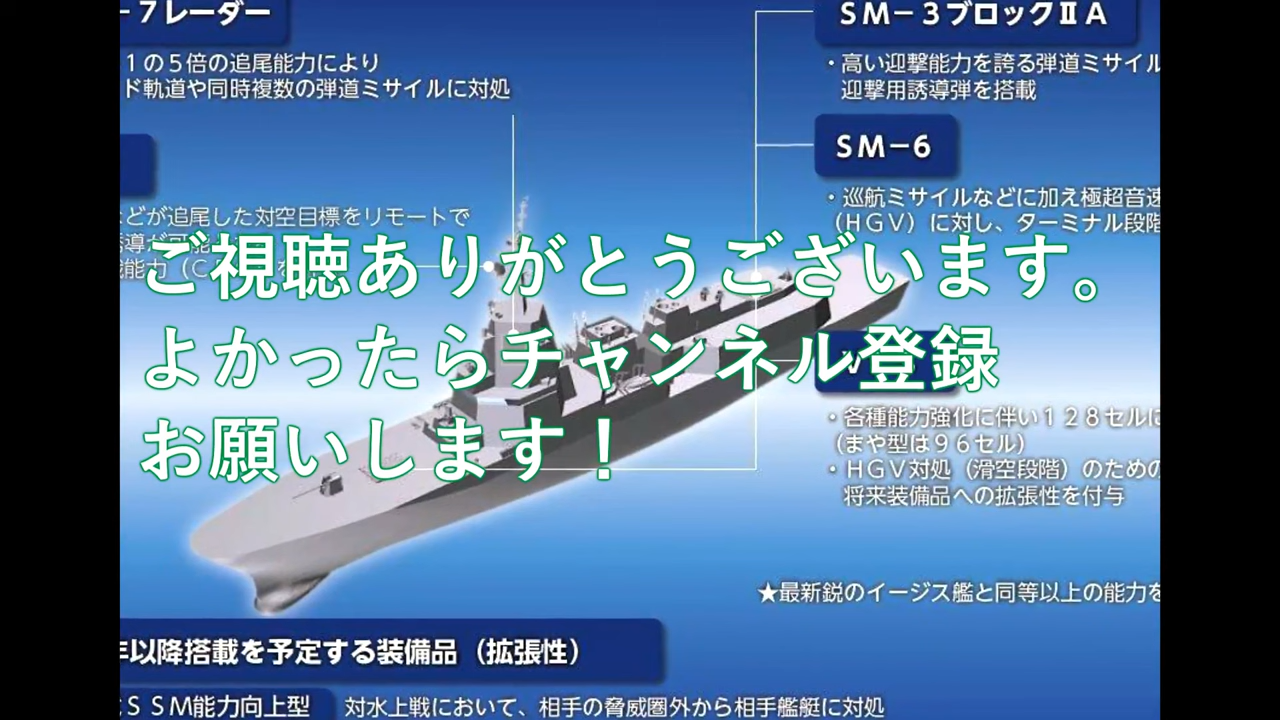 －７レーダー
１の５倍の追尾能力により
ド軌道や同時複数の弾道ミサイルに対処
どが追尾した対空目標をリモートで
ＳＭ－３ブロックⅡＡ
・高い迎撃能力を誇る弾道ミサイル
迎撃用誘導弾を搭載
ＳＭ－６
・巡航ミサイルなどに加え極超音速
（ＨＧＶ）に対し、ターミナル段階
ご視聴ありがとうございます。
よかったらチャンネル登録
お願いします！
・各種能力強化に伴い１２８セルに
（まや型は９６セル）
・ＨＧＶ対処（滑空段階）のための
将来装備品への拡張性を付与
★最新鋭のイージス艦と同等以上の能力を
以降搭載を予定する装備品（拡張性）
ＳＳＭ能力向上型
対水上戦において、相手の脅威圏外から相手艦艇に対処